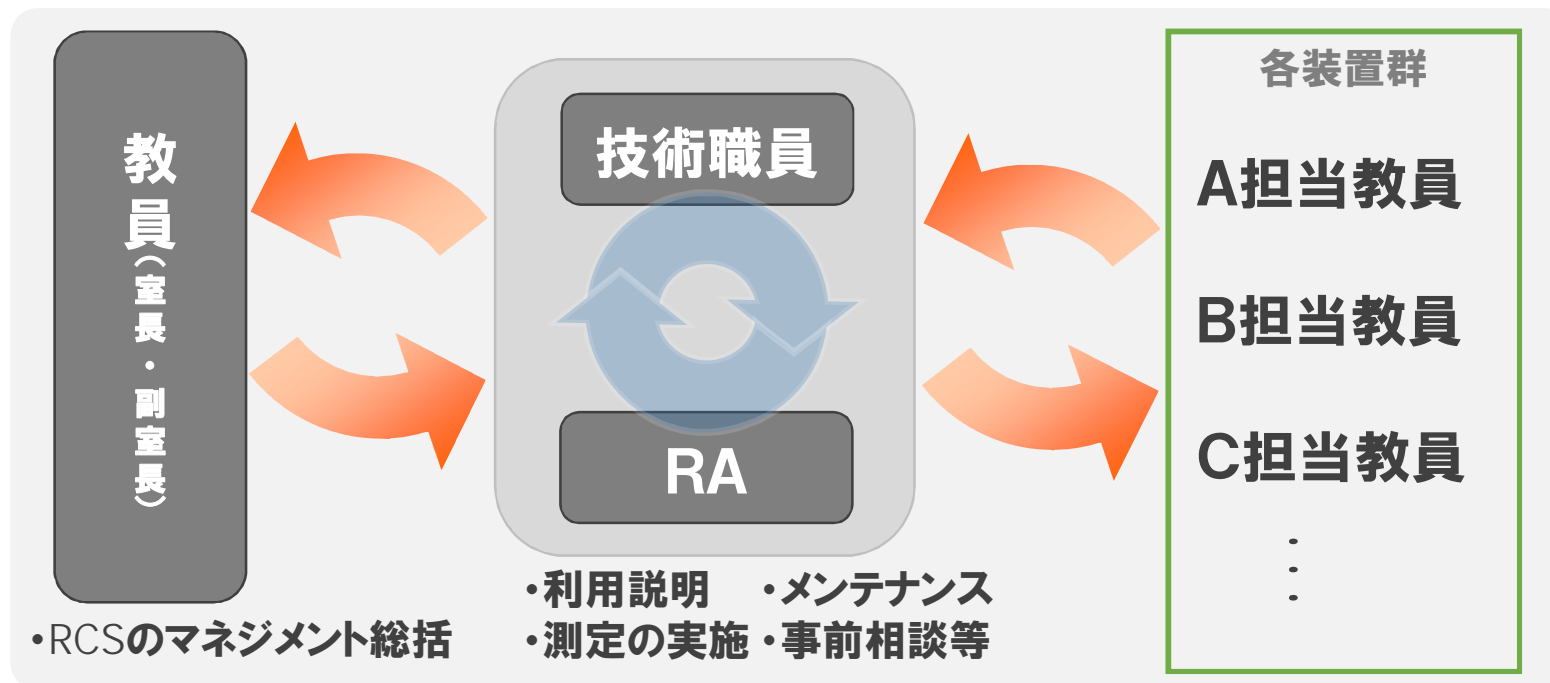 教員（室長・副室長）
・RCSのマネジメント総括
技術職員
RA
・利用説明 ・メンテナンス
・測定の実施 ・事前相談等
各装置群
A担当教員
B担当教員
C担当教員
・
・
・